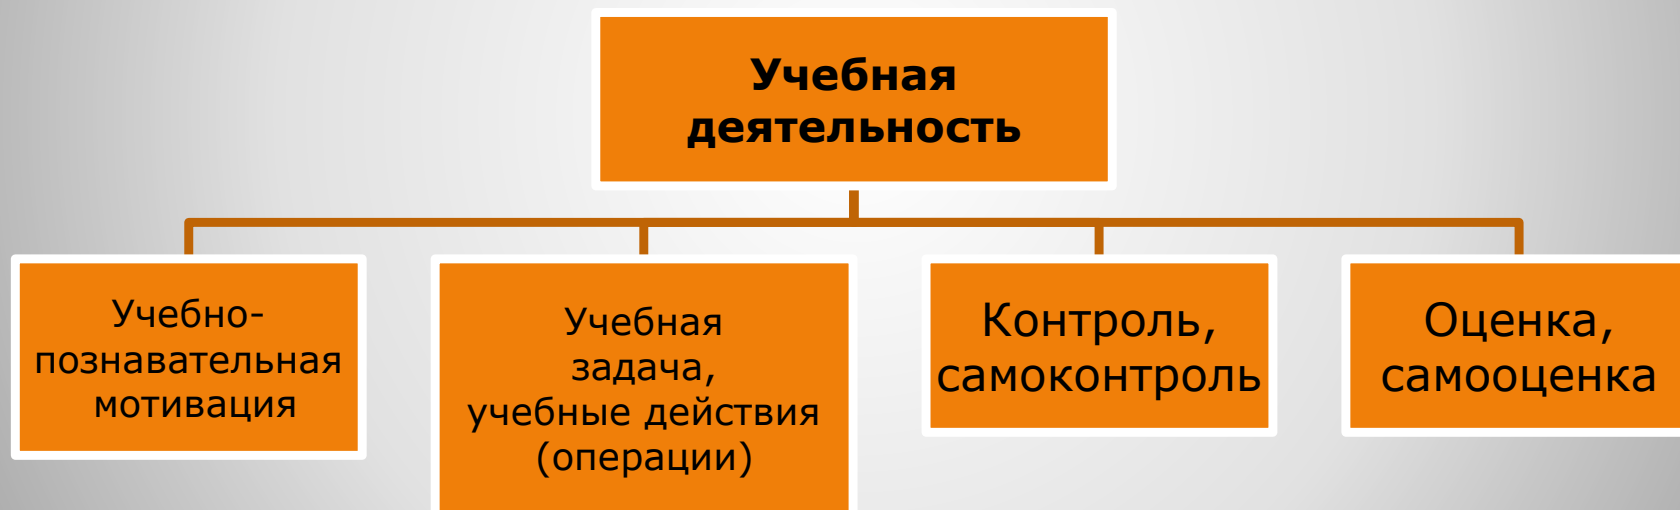 Учебная
деятельность
Учебно-
познавательная
мотивация
Учебная
задача,
учебные действия
(операции)
Контроль,
самоконтроль
Оценка,
самооценка